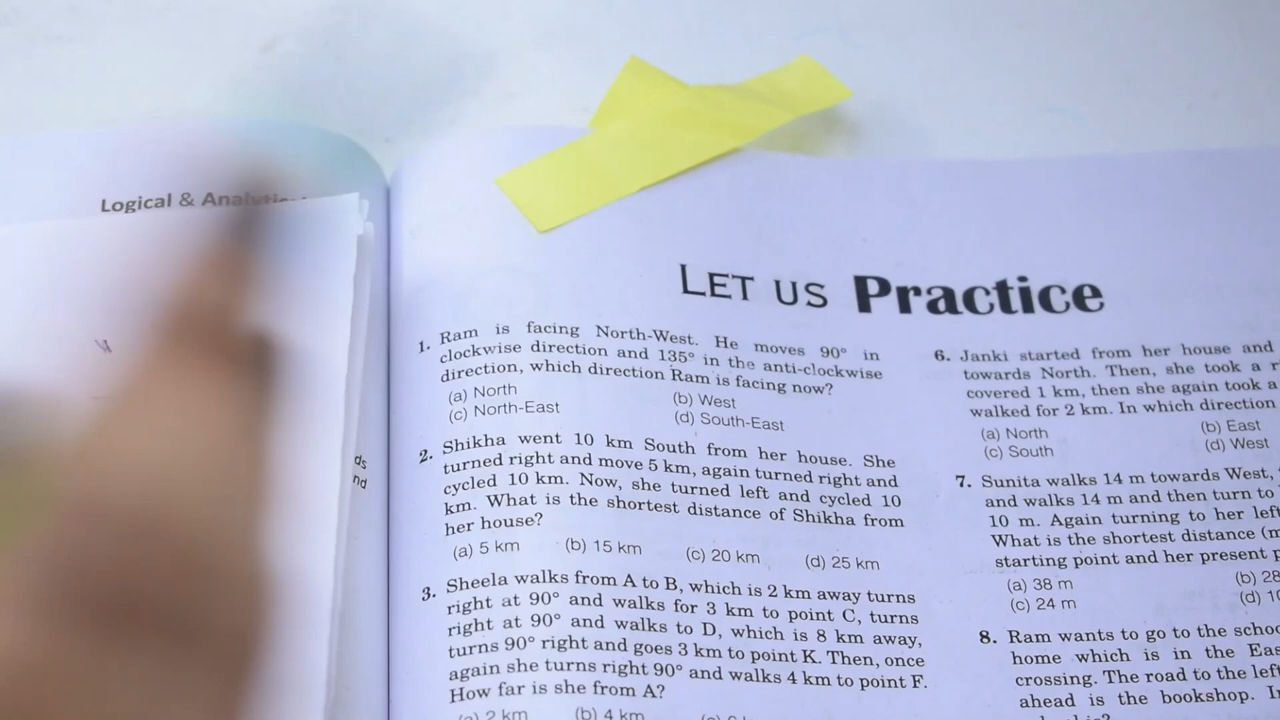 Logical &
ds
nd
LET US Practice
1. Ram is facing North-West. He moves 90° in
clockwise direction and 135° in the anti-clockwise
direction, which direction Ram is facing now?
(a) North (b) West
(c) North-East (d) South-East
2. Shikha went 10 km South from her house. She
turned right and move 5 km, again turned right and
cycled 10 km. Now, she turned left and cycled 10
km. What is the shortest distance of Shikha from
her house?
(a) 5 km (b) 15 km (c) 20 km (d) 25 km
3. Sheela walks from A to B, which is 2 km away turns
right at 90° and walks for 3 km to point C, turns
right at 90° and walks to D, which is 8 km away,
turns 90° right and goes 3 km to point K. Then, once
again she turns right 90° and walks 4 km to point F.
How far is she from A?
(a) 2 km (b) 4 km
6. Janki started from her house and
towards North. Then, she took a r
covered 1 km, then she again took a
walked for 2 km. In which direction
(a) North (b) East
(c) South (d) West
7. Sunita walks 14 m towards West,
and walks 14 m and then turn to
10 m. Again turning to her left
What is the shortest distance (m
starting point and her present p
(a) 38 m (b) 28
(c) 24 m (d) 10
8. Ram wants to go to the schoo
home which is in the Eas
crossing. The road to the left
ahead is the bookshop. In